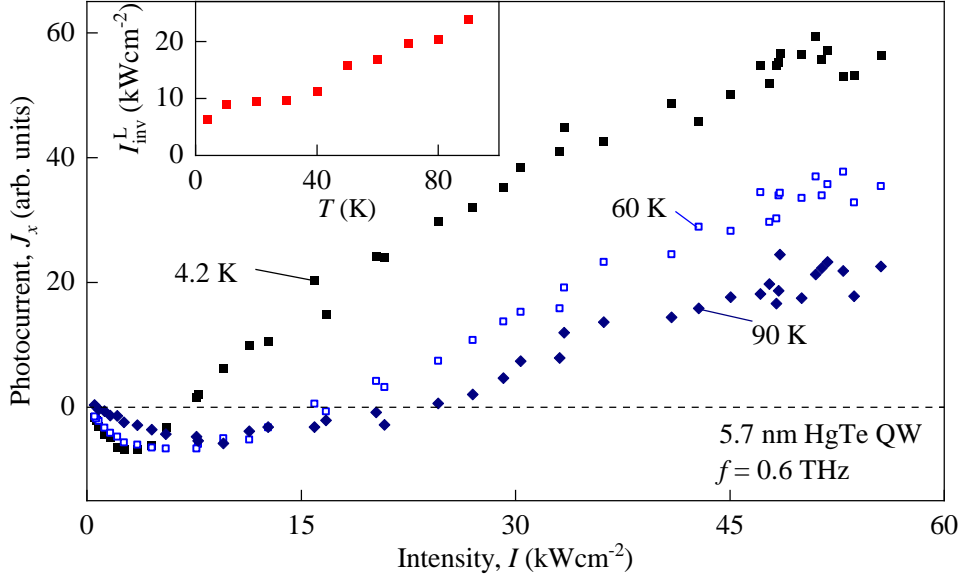 60
40
20
0
Photocurrent, Jx (arb. units)
0
15
30
45
60
Intensity, I (kWcm-2)
20
10
0
I L inv (kWcm-2)
0
40
80
T (K)
4.2 K
60 K
90 K
5.7 nm HgTe QW
f = 0.6 THz